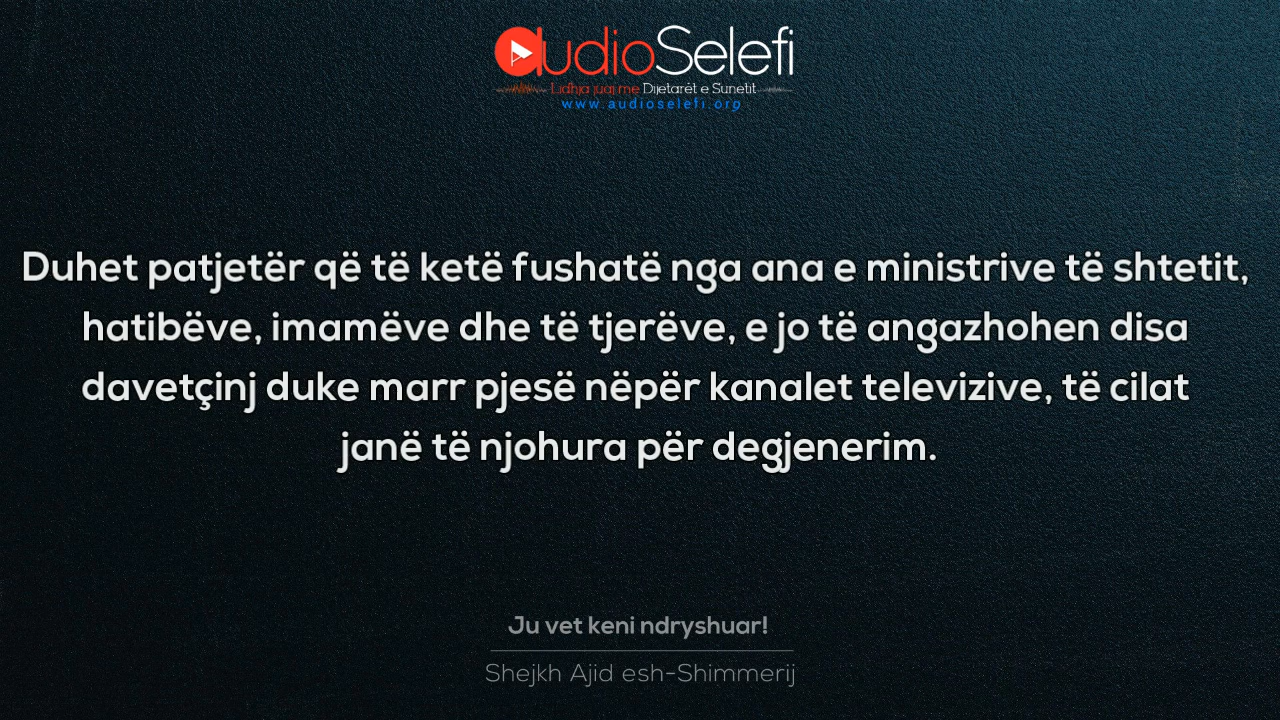 audioSelefi
Lidhja juaj me Dijetarët e Sunetit
www.audioselefi.org
Duhet patjetër që të ketë fushatë nga ana e ministrive të shtetit,
hatibëve, imamëve dhe të tjerëve, e jo të angazhohen disa
davetçinj duke marr pjesë nëpër kanalet televizive, të cilat
janë të njohura për degjenerim.
Ju vet keni ndryshuar!
Shejkh Ajid esh-Shimmerij